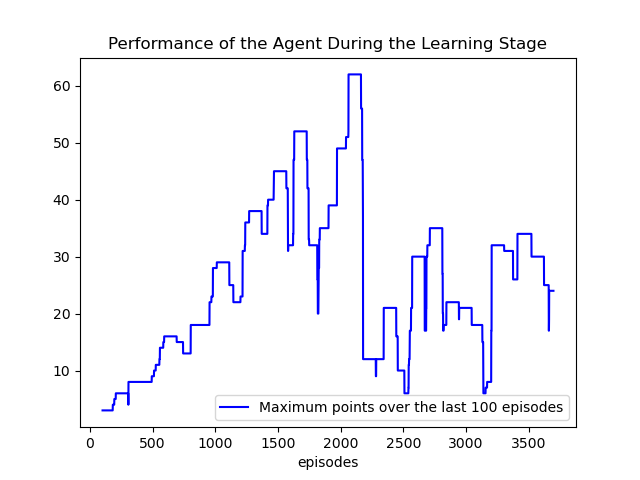 Performance of the Agent During the Learning Stage
60
50
40
30
20
10
Maximum points over the last 100 episodes
0 500 1000 1500 2000 2500 3000 3500
episodes